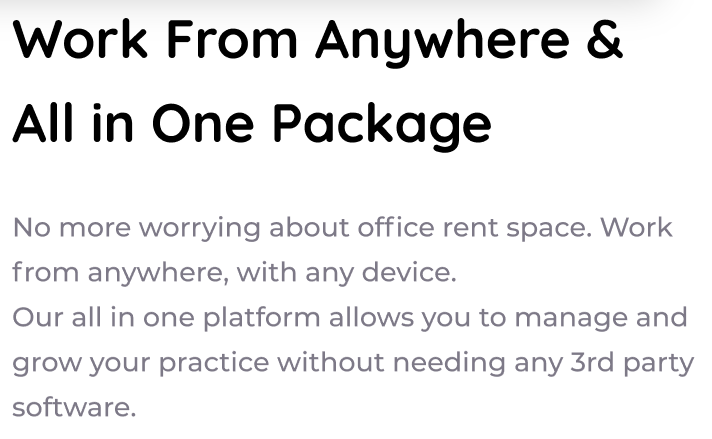 Work From Anywhere &
All in One Package
No more worrying about office rent space. Work
from anywhere, with any device.
Our all in one platform allows you to manage and
grow your practice without needing any 3rd party
software.